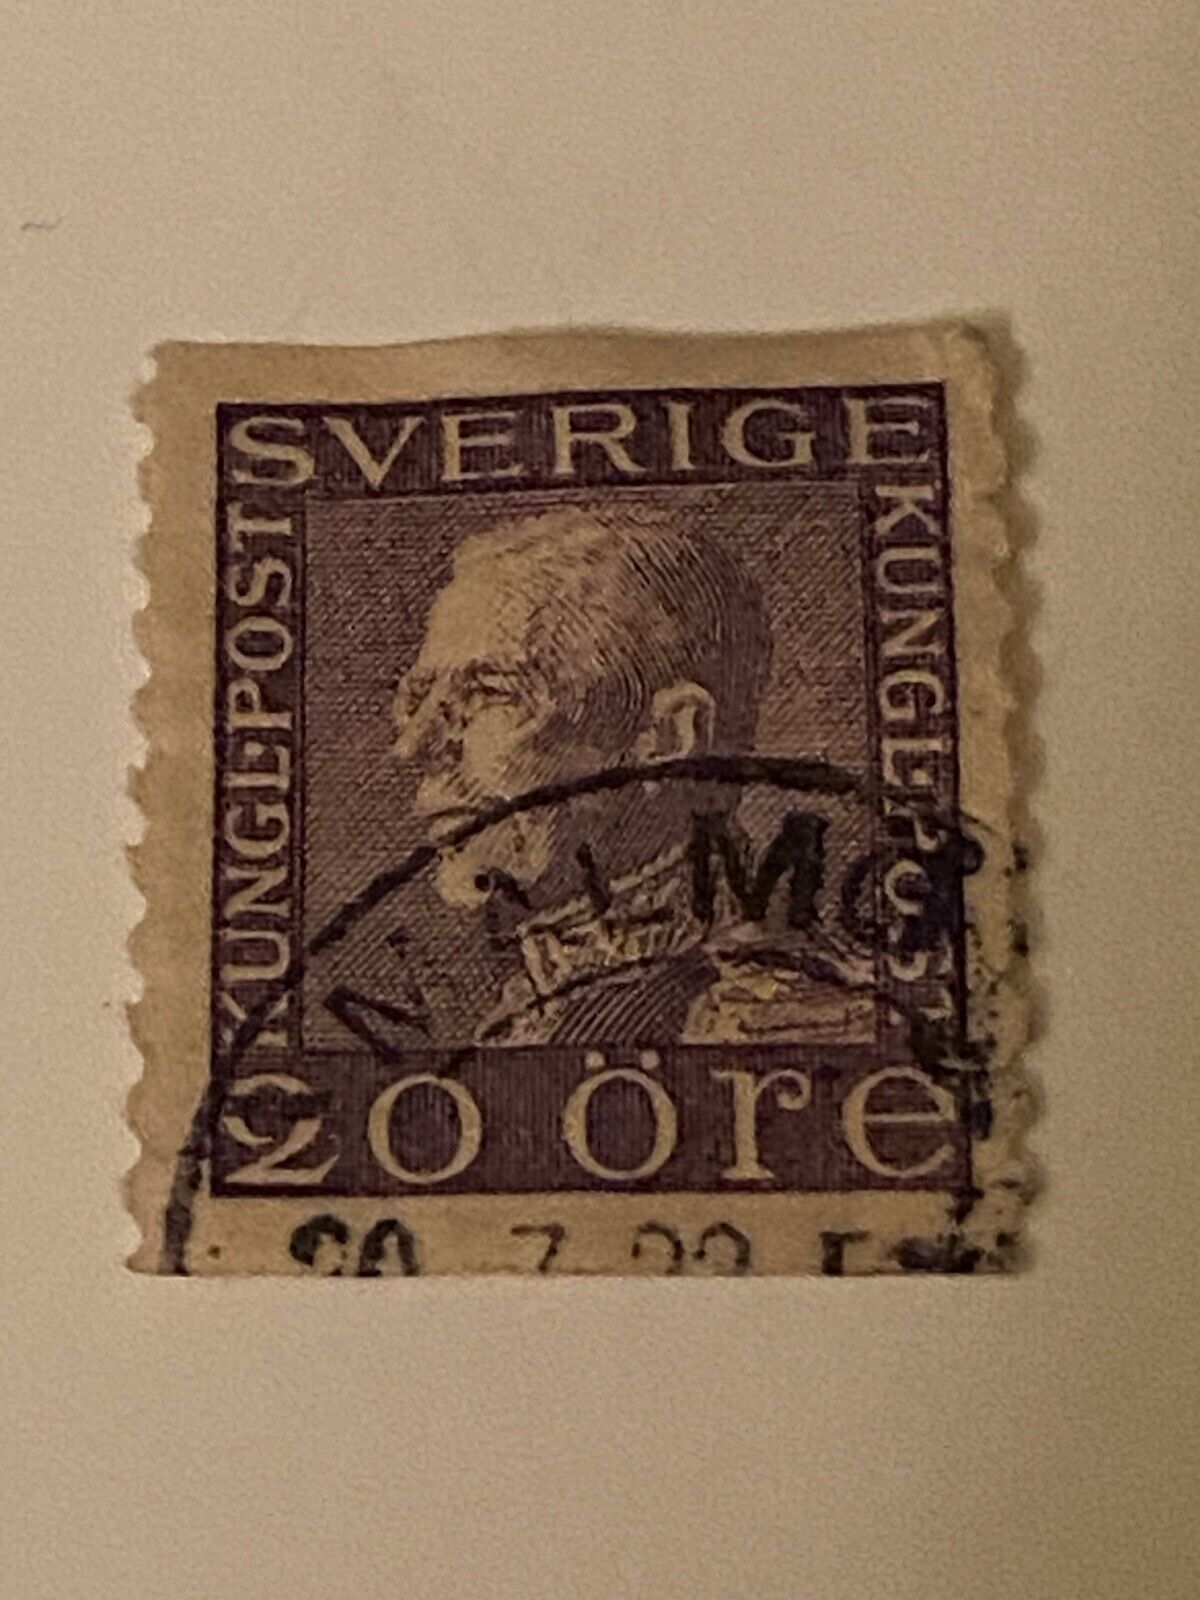 SVERIGE
KUNGL. POST
KUNGL. POST
20 öre